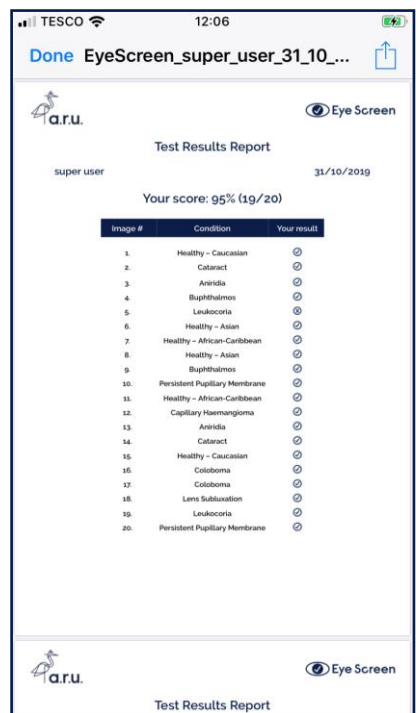 TESCO 12:06
Done EyeScreen_super_user_31_10_...
a.r.u. Eye Screen
Test Results Report
super user 31/10/2019
Your score: 95% (19/20)
Image # Condition Your result
1. Healthy – Caucasian
2. Cataract
3. Aniridia
4. Buphthalmos
5. Leukocoria
6. Healthy – Asian
7. Healthy – African-Caribbean
8. Healthy – Asian
9. Buphthalmos
10. Persistent Pupillary Membrane
11. Healthy – African-Caribbean
12. Capillary Haemangioma
13. Aniridia
14. Cataract
15. Healthy – Caucasian
16. Coloboma
17. Coloboma
18. Lens Subluxation
19. Leukocoria
20. Persistent Pupillary Membrane
a.r.u. Eye Screen
Test Results Report